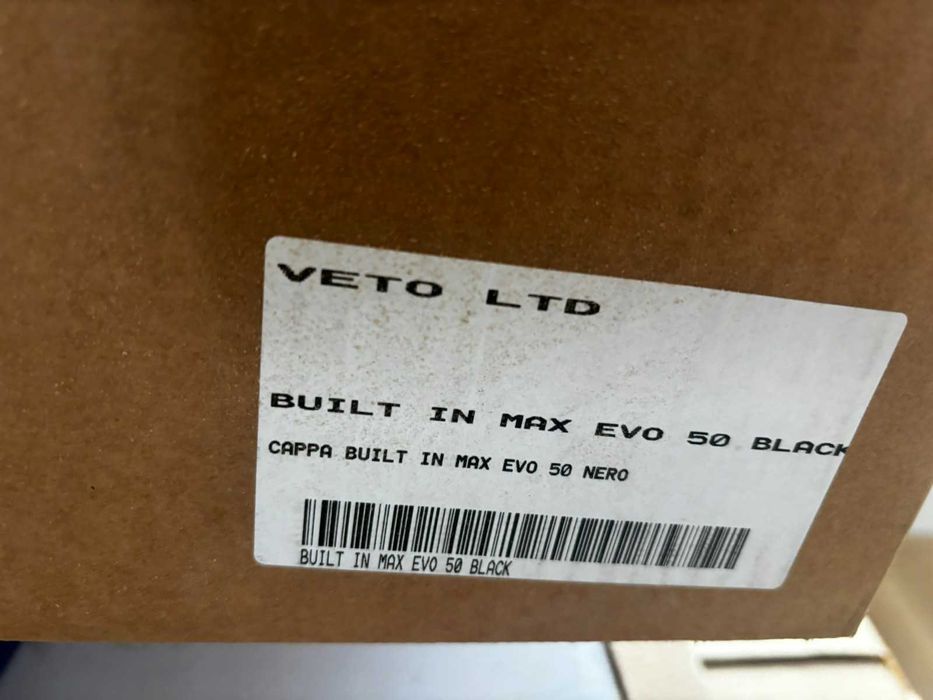 VETO LTD
BUILT IN MAX EVO 50 BLACK
CAPPA BUILT IN MAX EVO 50 NERO
BUILT IN MAX EVO 50 BLACK